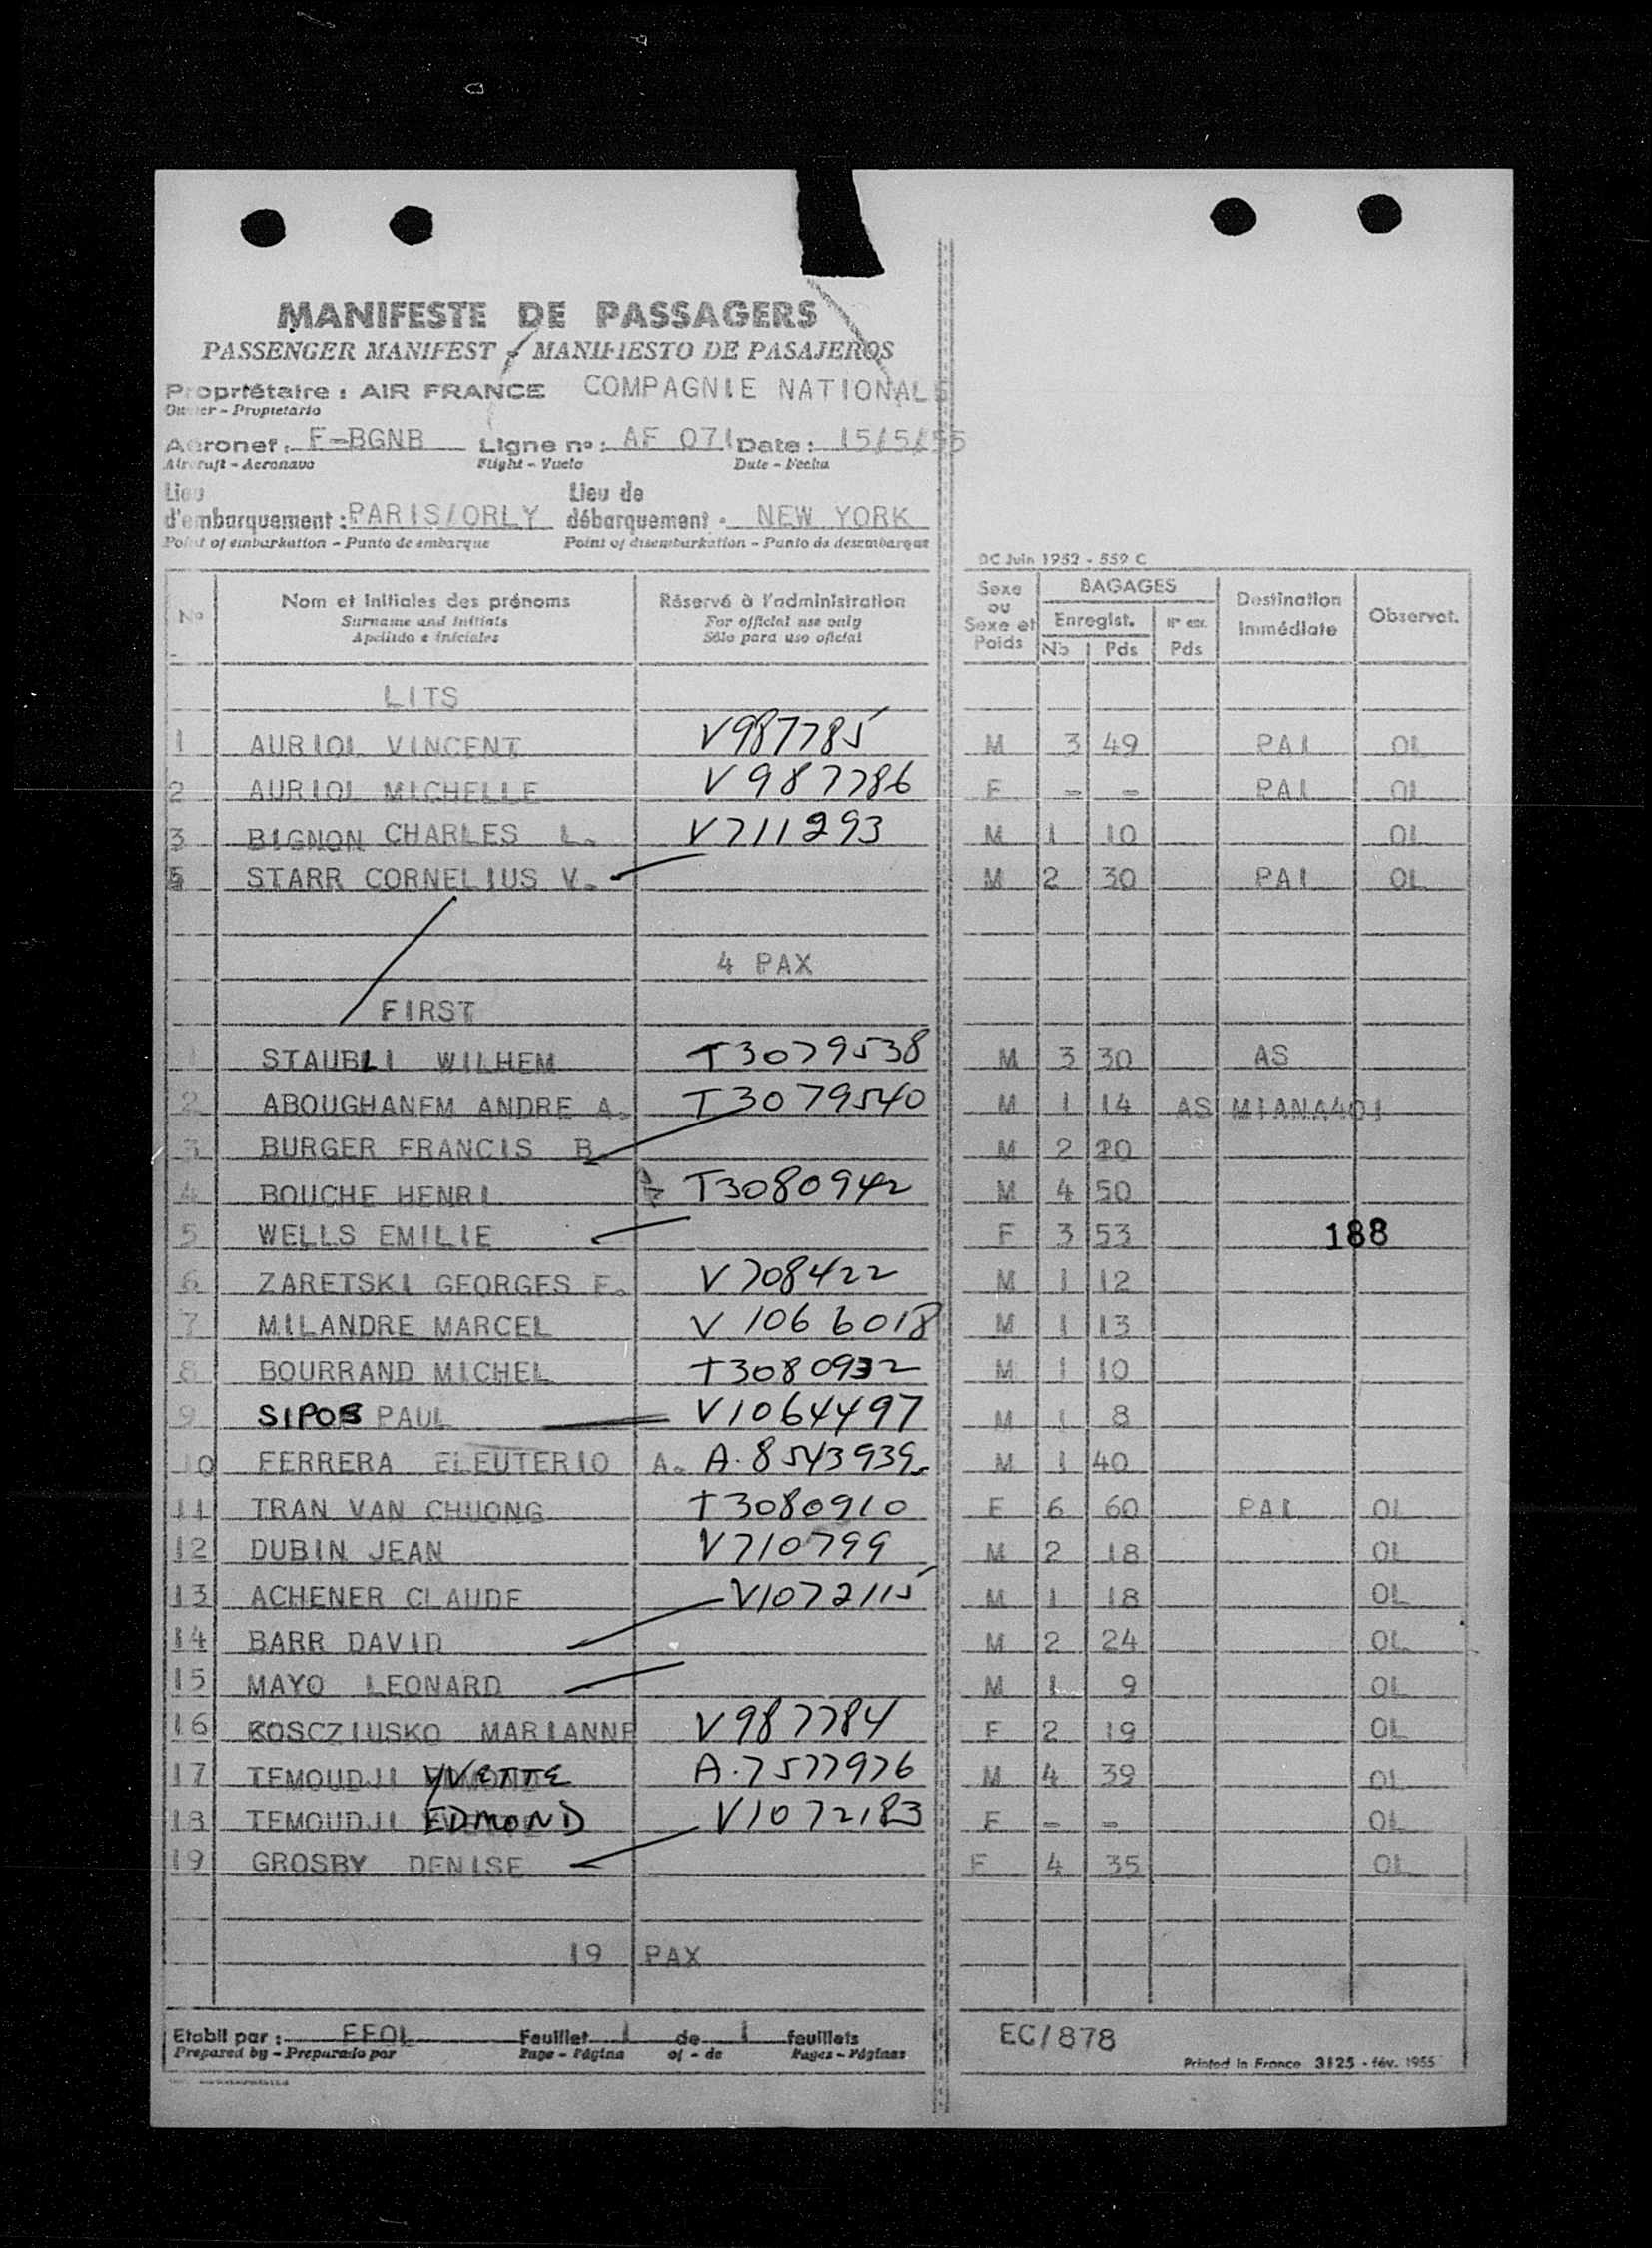 MANIFESTE DE PASSAGERS
PASSENGER MANIFEST - MANIFIESTO DE PASAJEROS
Propriétaire : AIR FRANCE COMPAGNIE NATIONALE
Owner - Propietario
Aéronef : F-BGNB Ligne n° : AF 071 Date : 15/5/55
Aircraft - Aeronave Flight - Vuelo Date - Fecha
Lieu d'embarquement : PARIS/ORLY Lieu de débarquement : NEW YORK
Point of embarkation - Punto de embarque Point of disembarkation - Punto de desembarque
DC Juin 1952 - 559 C
N° Nom et Initiales des prénoms Réservé à l'administration Sexe ou Sexe et Poids BAGAGES Destination Immédiate Observat.
Surname and Initials For official use only Enregist. N° enr.
Apellido e iniciales Sólo para uso oficial Nb Pds Pds
LITS
1 AURIOL VINCENT V987785 M 3 49 PAI OL
2 AURIOL MICHELLE V987786 F - - PAI OL
3 BIGNON CHARLES L. V711293 M 1 10 OL
STARR CORNELIUS V. M 2 30 PAI OL
4 PAX
FIRST
1 STAUBLI WILHEM T3079538 M 3 30 AS
2 ABOUGHANEM ANDRE A. T3079540 M 1 14 AS MIANA401
3 BURGER FRANCIS B M 2 20
4 BOUCHE HENRI T3080942 M 4 50
5 WELLS EMILIE F 3 53 188
6 ZARETSKI GEORGES F. V708422 M 1 12
7 MILANDRE MARCEL V 1066018 M 1 13
8 BOURRAND MICHEL T3080932 M 1 10
9 SIPOS PAUL V1064497 M 1 8
10 FERRERA ELEUTERIO A. A.8543939 M 1 40
11 TRAN VAN CHUONG T3080910 F 6 60 PAI OL
12 DUBIN JEAN V710799 M 2 18 OL
13 ACHENER CLAUDE V1072115 M 1 18 OL
14 BARR DAVID M 2 24 OL
15 MAYO LEONARD M 1 9 OL
16 KOSCZIUSKO MARIANNE V987784 F 2 19 OL
17 TEMOUDJI YVETTE A.7577976 M 4 39 OL
18 TEMOUDJI EDMOND V1072183 F - - OL
19 GROSBY DENISE F 4 35 OL
19 PAX
Etabli par : FFOL Feuillet 1 de 1 feuillets EC/878
Prepared by - Preparado por Page - Página of - de Pages - Páginas
Printed in France 3125 - fév. 1955